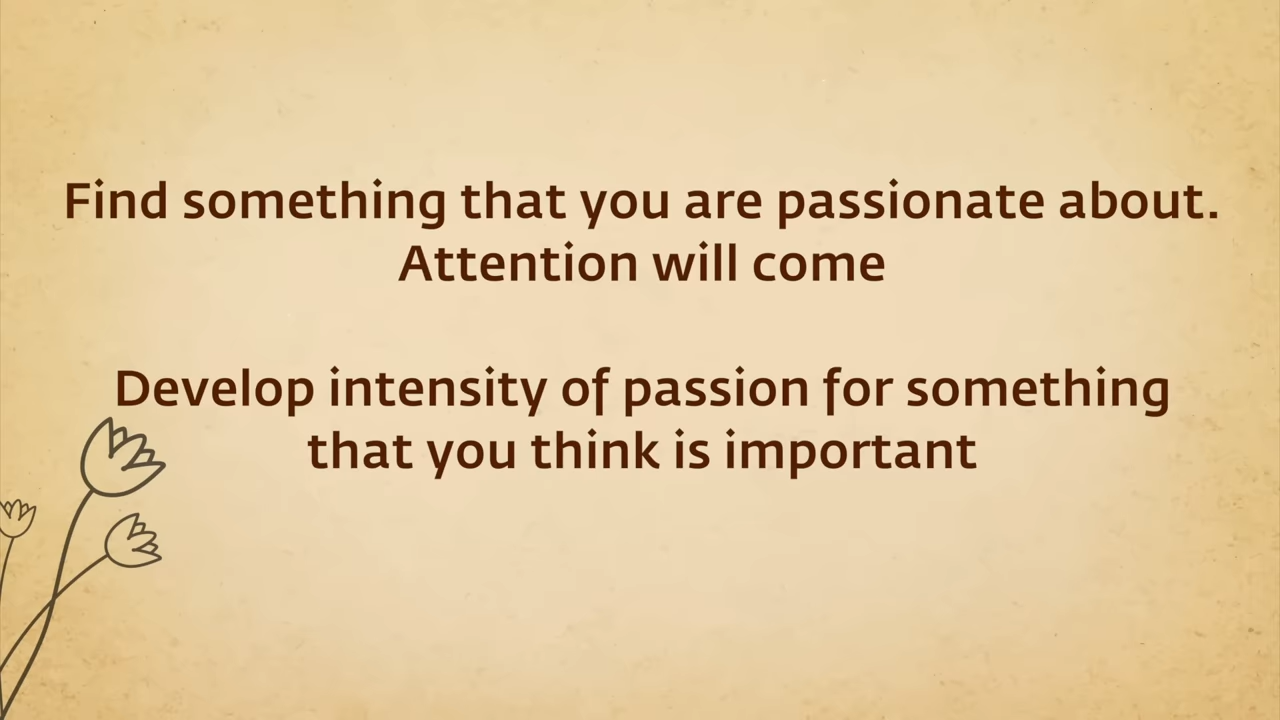 Find something that you are passionate about.
Attention will come
Develop intensity of passion for something
that you think is important